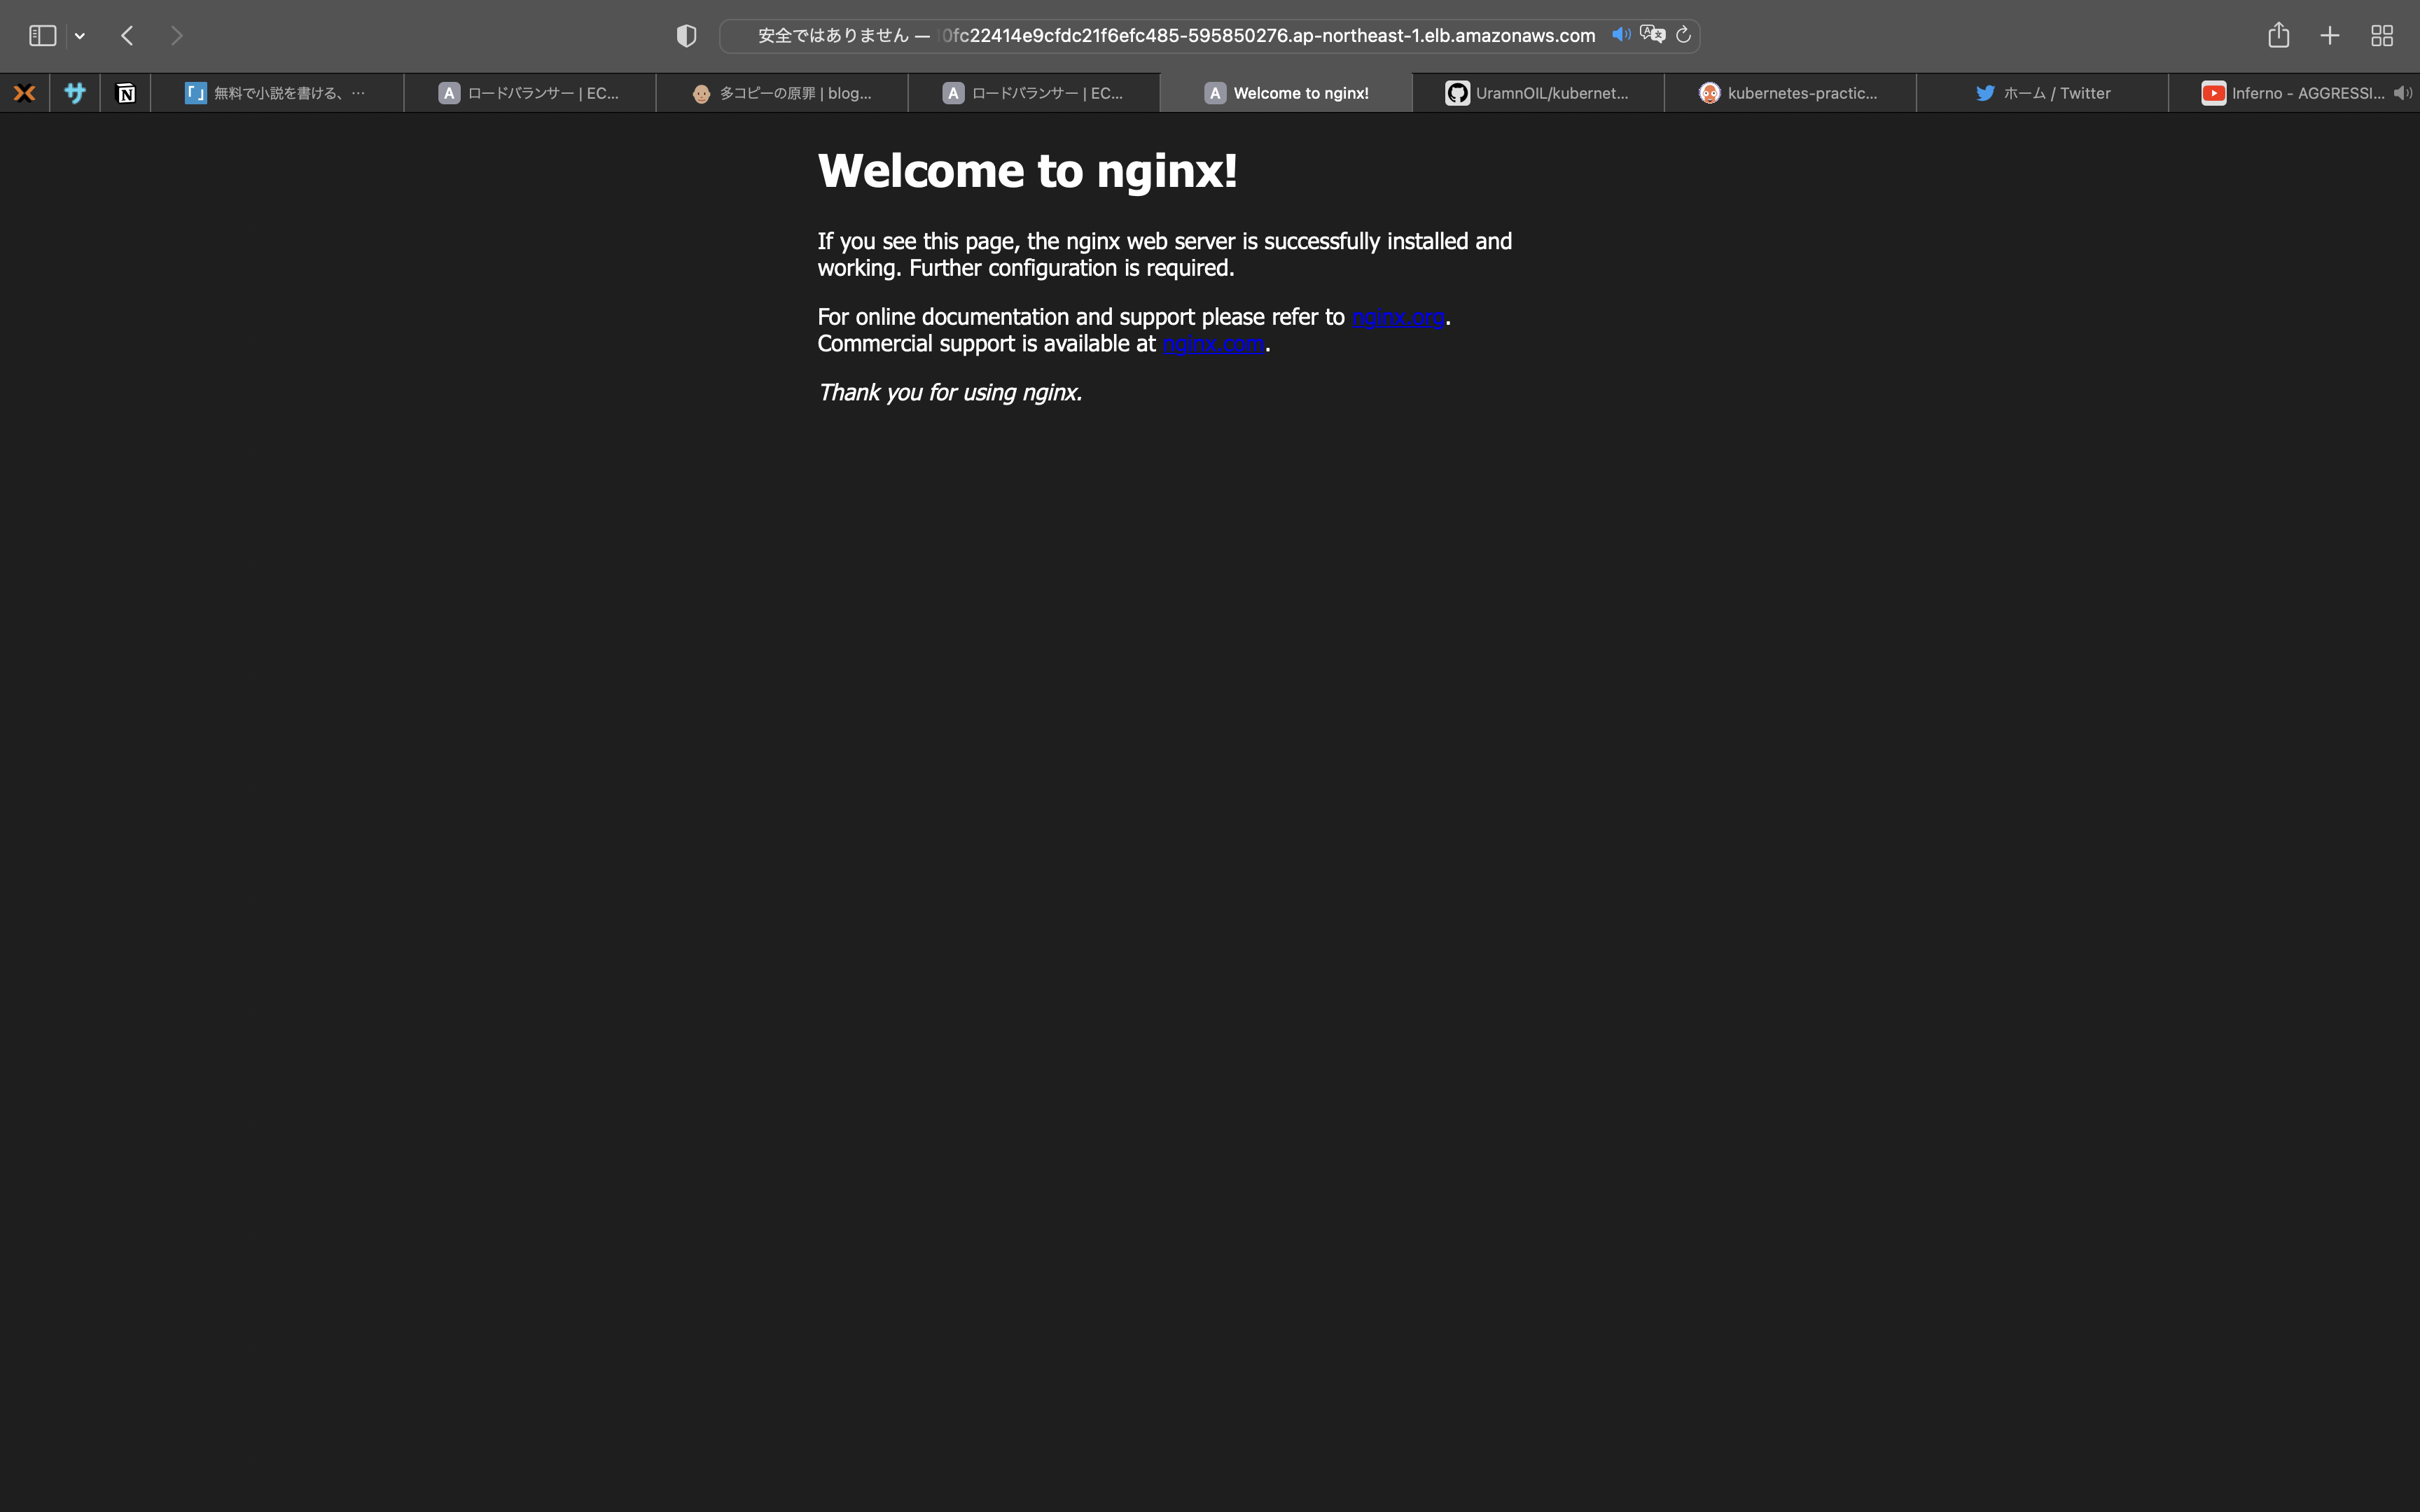 安全ではありません — 0fc22414e9cfdc21f6efc485-595850276.ap-northeast-1.elb.amazonaws.com
無料で小説を書ける、…
A ロードバランサー | EC...
多コピーの原罪 | blog...
A ロードバランサー | EC...
A Welcome to nginx!
UramnOIL/kubernet...
kubernetes-practic...
ホーム / Twitter
Inferno - AGGRESSI...
Welcome to nginx!
If you see this page, the nginx web server is successfully installed and
working. Further configuration is required.
For online documentation and support please refer to nginx.org.
Commercial support is available at nginx.com.
Thank you for using nginx.